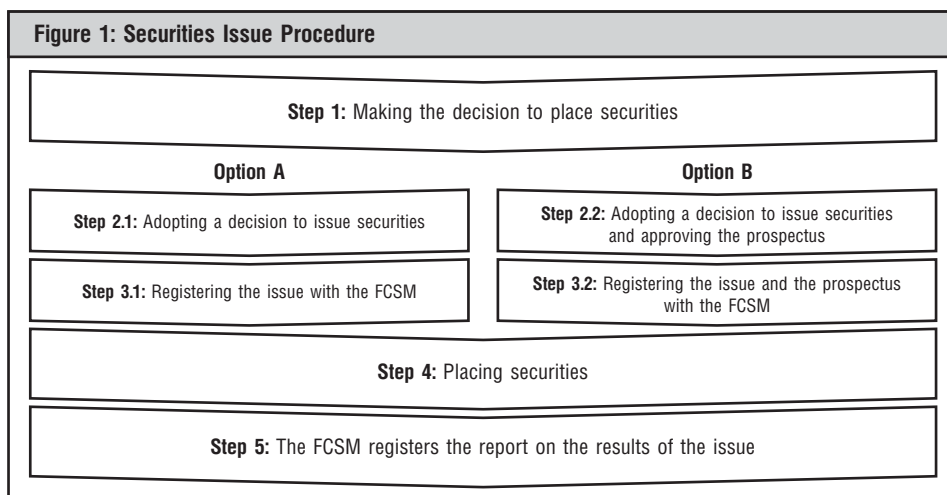 Figure 1: Securities Issue Procedure
Step 1: Making the decision to place securities
Option A
Step 2.1: Adopting a decision to issue securities
Step 3.1: Registering the issue with the FCSM
Option B
Step 2.2: Adopting a decision to issue securities
and approving the prospectus
Step 3.2: Registering the issue and the prospectus
with the FCSM
Step 4: Placing securities
Step 5: The FCSM registers the report on the results of the issue